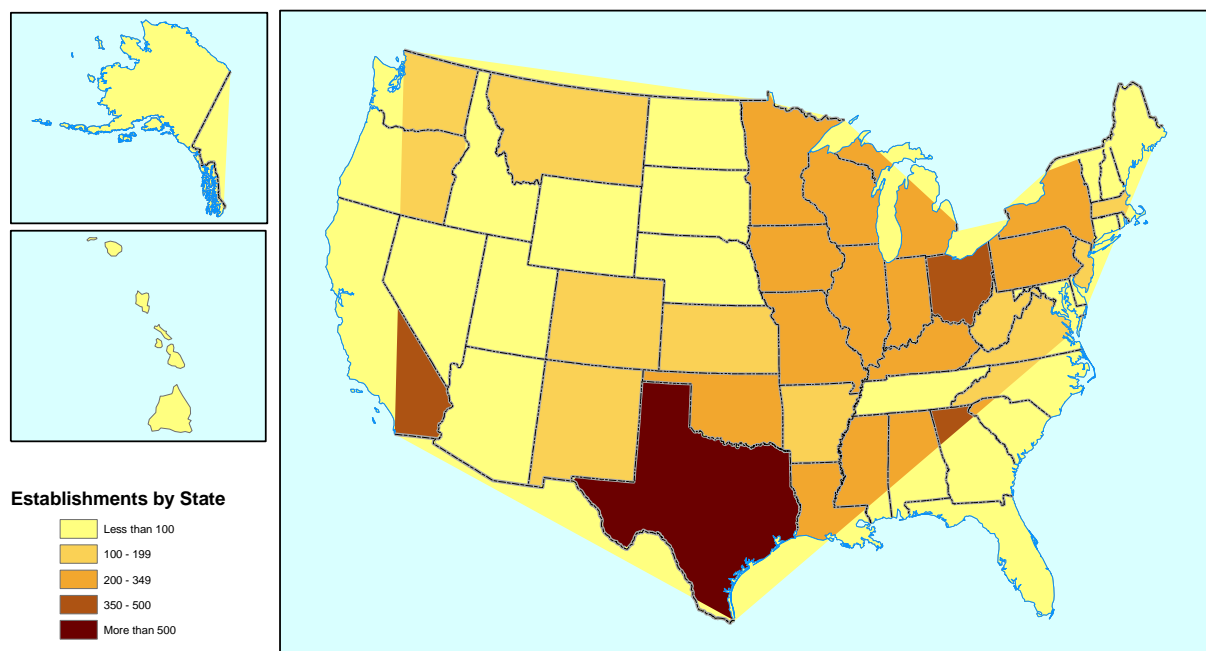 Establishments by State
Less than 100
100 - 199
200 - 349
350 - 500
More than 500